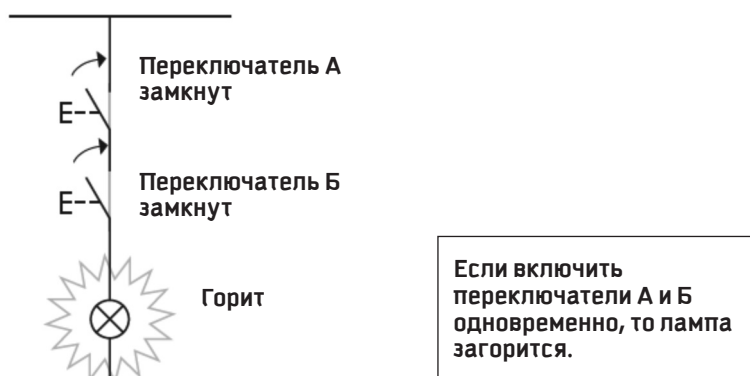 Переключатель А
замкнут
Переключатель Б
замкнут
Горит
Если включить
переключатели А и Б
одновременно, то лампа
загорится.